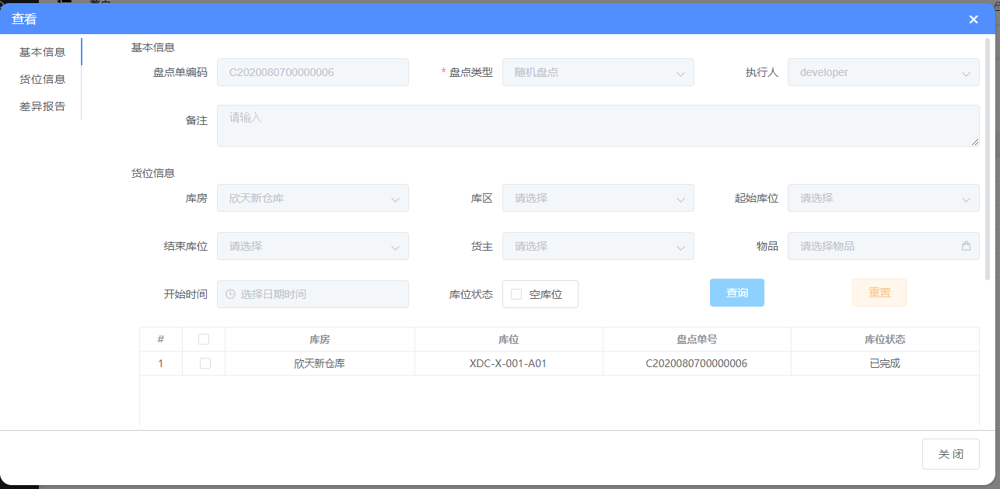 查看
基本信息
货位信息
差异报告
基本信息
盘点单编码 C2020080700000006 * 盘点类型 随机盘点 执行人 developer
备注 请输入
货位信息
库房 欣天新仓库 库区 请选择 起始库位 请选择
结束库位 请选择 货主 请选择 物品 请选择物品
开始时间 选择日期时间 库位状态 空库位 查询 重置
# 库房 库位 盘点单号 库位状态
1 欣天新仓库 XDC-X-001-A01 C2020080700000006 已完成
关 闭